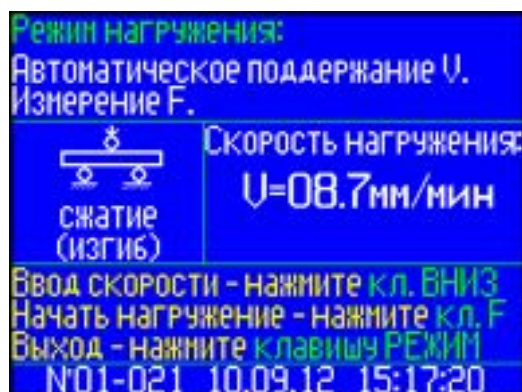 Режим нагружения:
Автоматическое поддержание V.
Измерение F.
Скорость нагружения:
V=08.7мм/мин
сжатие
(изгиб)
Ввод скорости - нажмите кл. ВНИЗ
Начать нагружение - нажмите кл. F
Выход - нажмите клавишу РЕЖИМ
№01-021 10.09.12 15:17:20